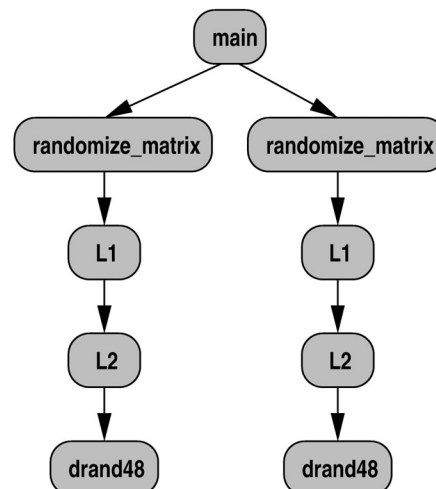 main
randomize_matrix randomize_matrix
L1 L1
L2 L2
drand48 drand48